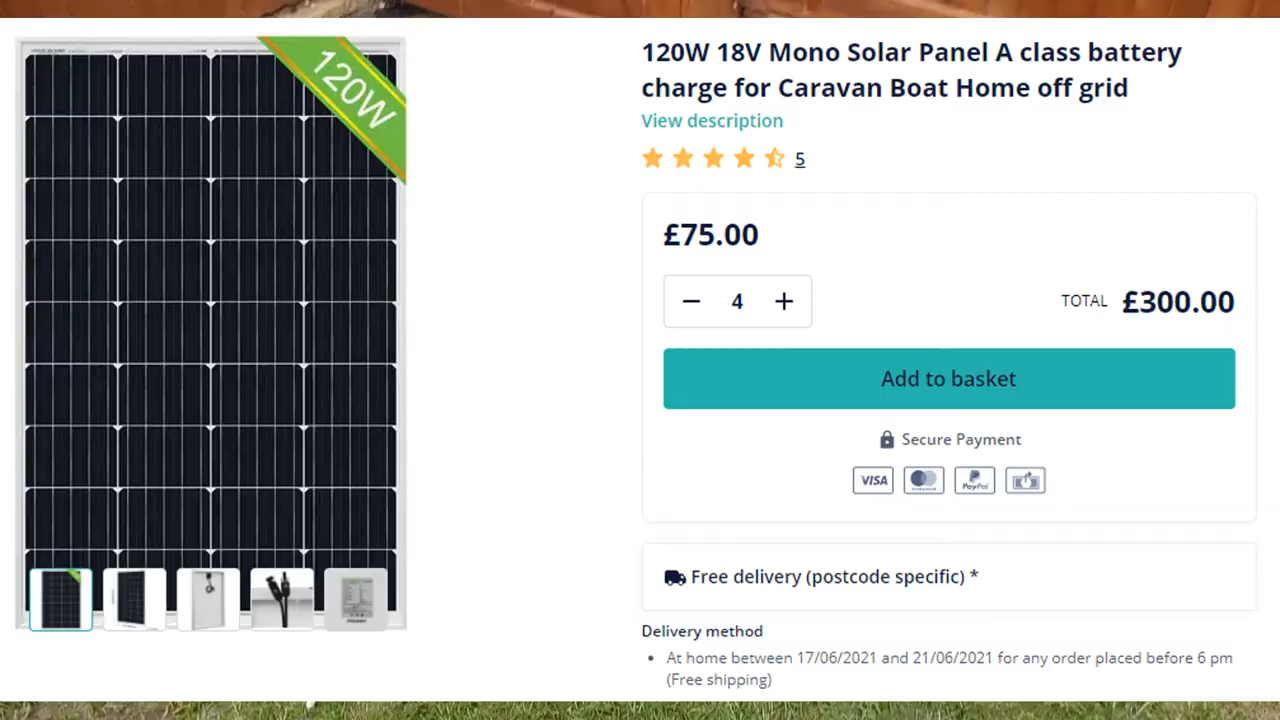 120W
120W 18V Mono Solar Panel A class battery
charge for Caravan Boat Home off grid
View description
5
£75.00
− 4 +
TOTAL £300.00
Add to basket
Secure Payment
VISA
PayPal
Free delivery (postcode specific) *
Delivery method
• At home between 17/06/2021 and 21/06/2021 for any order placed before 6 pm
(Free shipping)